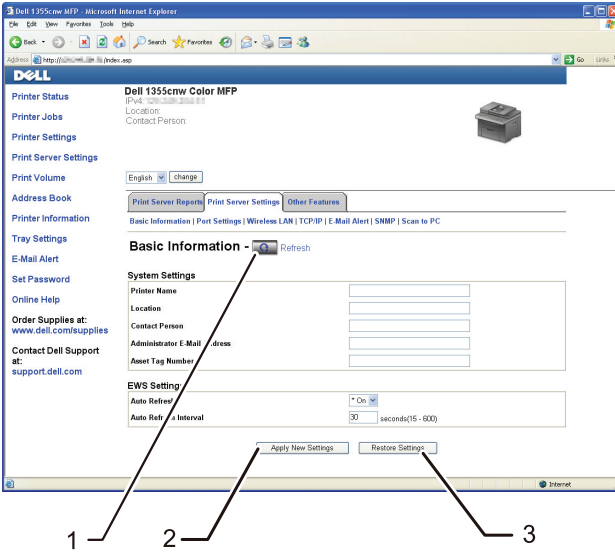 Dell 1355cnw MFP - Microsoft Internet Explorer
File Edit View Favorites Tools Help
Back Search Favorites
Address http:// /index.asp Go Links
DELL
Dell 1355cnw Color MFP
IPv4:
Location:
Contact Person:
Printer Status
Printer Jobs
Printer Settings
Print Server Settings
Print Volume
Address Book
Printer Information
Tray Settings
E-Mail Alert
Set Password
Online Help
Order Supplies at:
www.dell.com/supplies
Contact Dell Support
at:
support.dell.com
English change
Print Server Reports Print Server Settings Other Features
Basic Information | Port Settings | Wireless LAN | TCP/IP | E-Mail Alert | SNMP | Scan to PC
Basic Information - Refresh
System Settings
Printer Name
Location
Contact Person
Administrator E-Mail dress
Asset Tag Number
EWS Settings
Auto Refresh * On
Auto Refresh Interval 30 seconds(15 - 600)
Apply New Settings Restore Settings
Internet
1 2 3